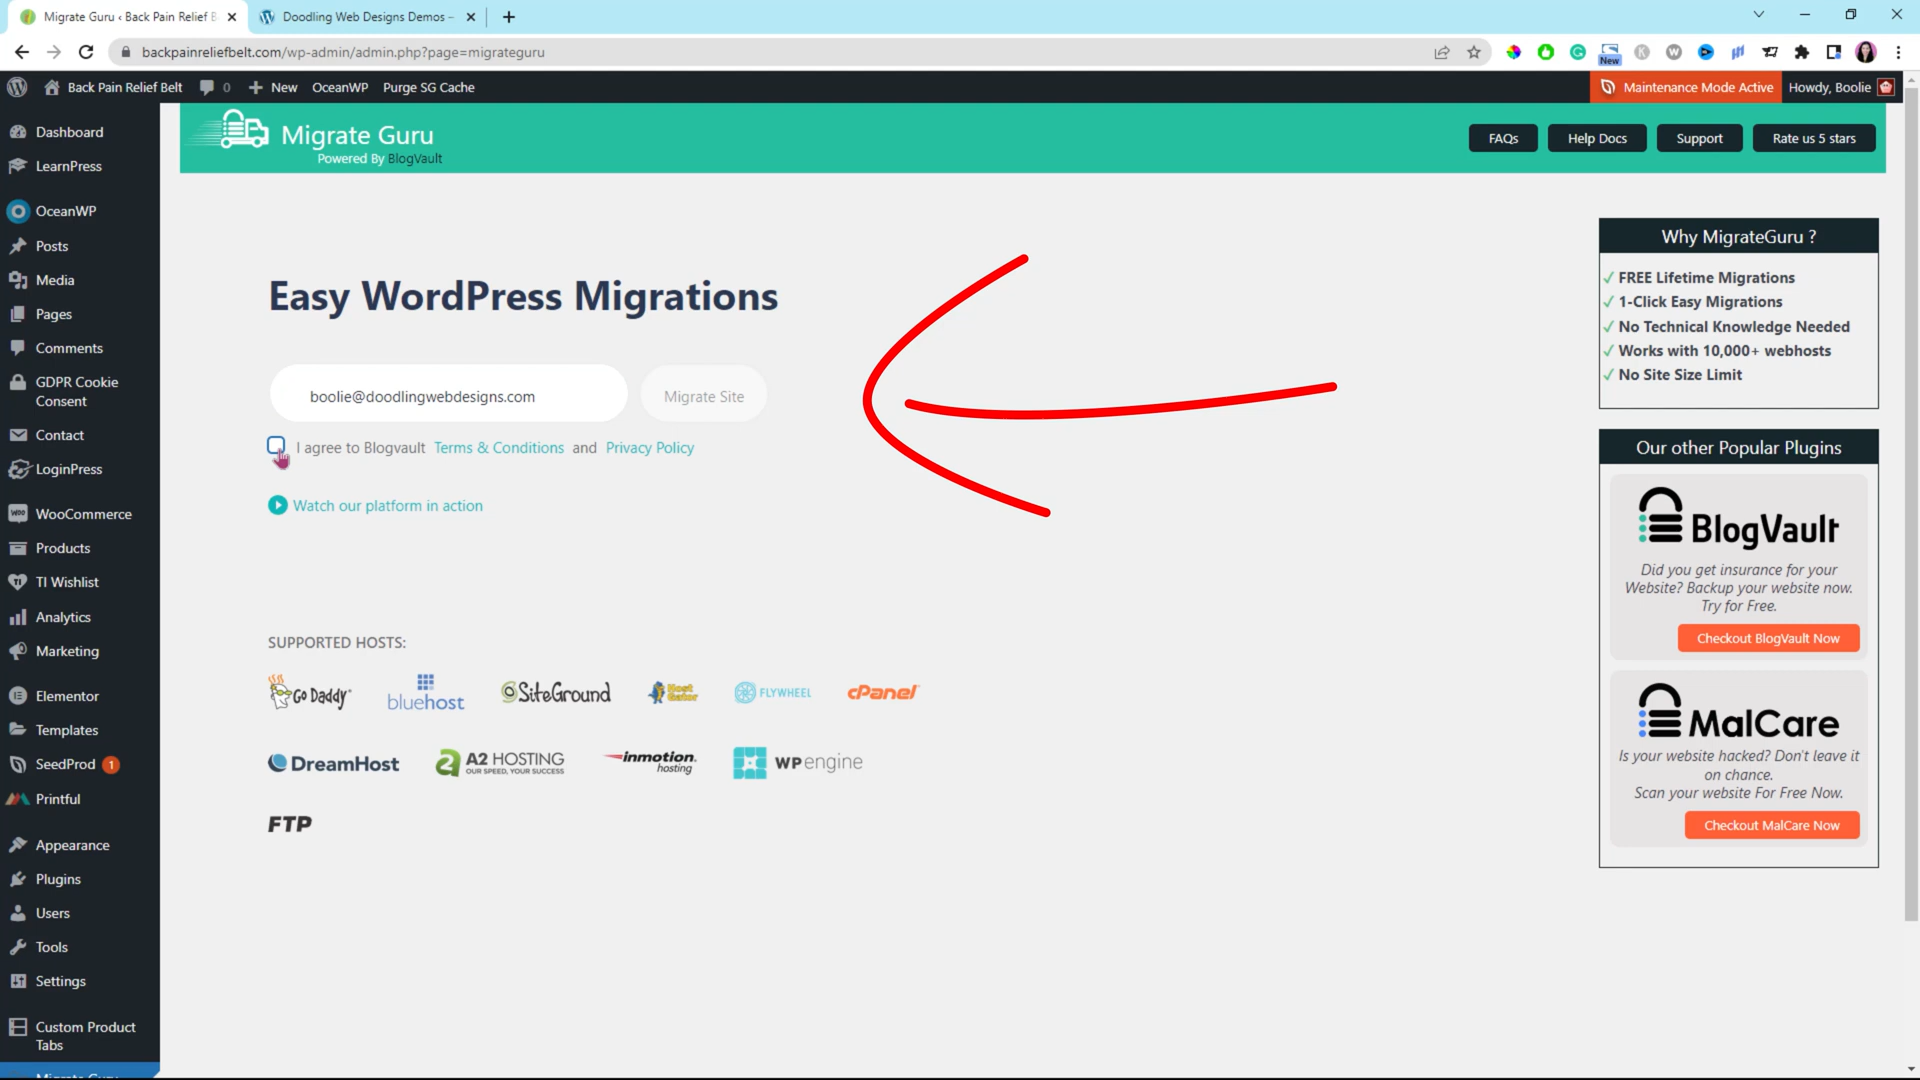 Migrate Guru ‹ Back Pain Relief B
Doodling Web Designs Demos –
backpainreliefbelt.com/wp-admin/admin.php?page=migrateguru
New
Back Pain Relief Belt
0
New
OceanWP
Purge SG Cache
Maintenance Mode Active
Howdy, Boolie
Dashboard
LearnPress
OceanWP
Posts
Media
Pages
Comments
GDPR Cookie
Consent
Contact
LoginPress
WooCommerce
Products
TI Wishlist
Analytics
Marketing
Elementor
Templates
SeedProd 1
Printful
Appearance
Plugins
Users
Tools
Settings
Custom Product
Tabs
Migrate Guru
Migrate Guru
Powered By BlogVault
FAQs
Help Docs
Support
Rate us 5 stars
Easy WordPress Migrations
boolie@doodlingwebdesigns.com
Migrate Site
I agree to Blogvault Terms & Conditions and Privacy Policy
Watch our platform in action
SUPPORTED HOSTS:
Go Daddy
bluehost
SiteGround
Host
Gator
FLYWHEEL
cPanel
DreamHost
A2 HOSTING
OUR SPEED, YOUR SUCCESS
inmotion
hosting
WP engine
FTP
Why MigrateGuru ?
✓ FREE Lifetime Migrations
✓ 1-Click Easy Migrations
✓ No Technical Knowledge Needed
✓ Works with 10,000+ webhosts
✓ No Site Size Limit
Our other Popular Plugins
BlogVault
Did you get insurance for your
Website? Backup your website now.
Try for Free.
Checkout BlogVault Now
MalCare
Is your website hacked? Don't leave it
on chance.
Scan your website For Free Now.
Checkout MalCare Now